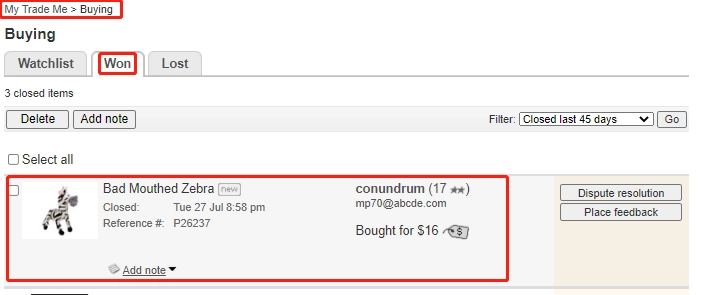 My Trade Me > Buying
Buying
Watchlist Won Lost
3 closed items
Delete Add note Filter: Closed last 45 days Go
Select all
Bad Mouthed Zebra new conundrum (17 ) Dispute resolution
Closed: Tue 27 Jul 8:58 pm mp70@abcde.com Place feedback
Reference #: P26237
Bought for $16 $
Add note